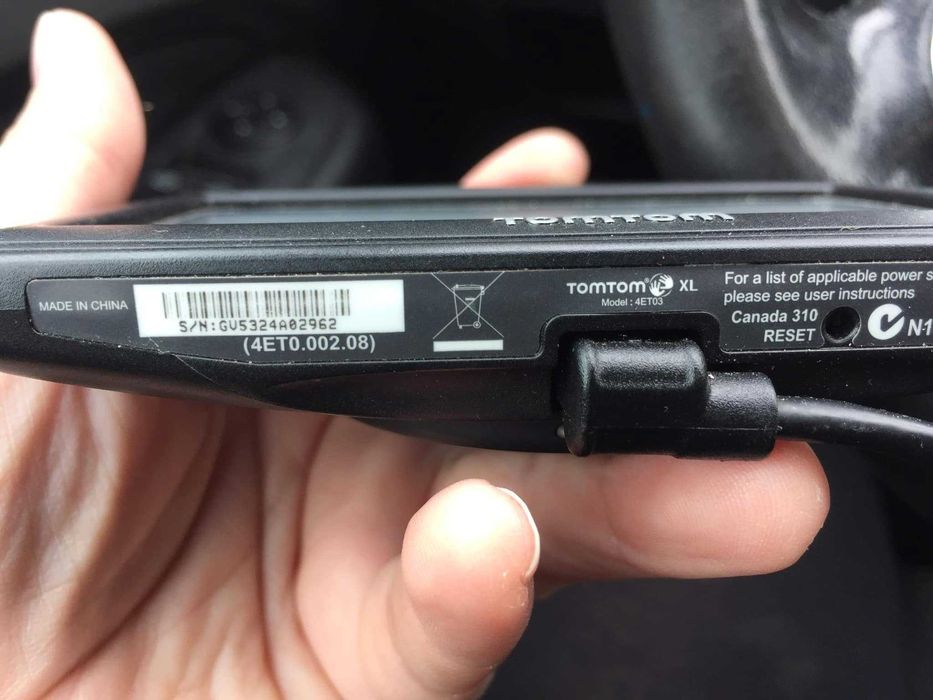 TOMTOM
MADE IN CHINA
S/N:GV5324A02962
(4ET0.002.08)
TOMTOM XL
Model : 4ET03
For a list of applicable power s
please see user instructions
Canada 310
RESET
N1